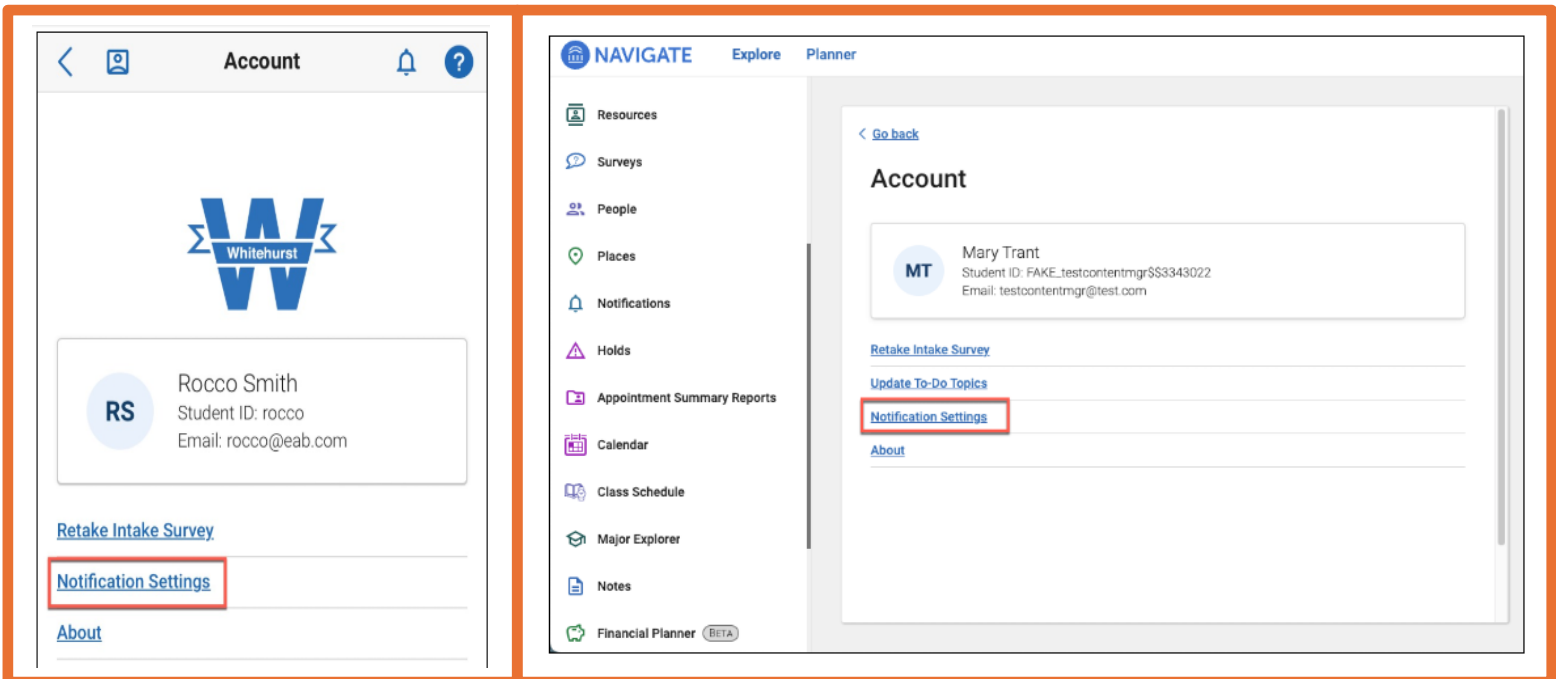 Account
?
Whitehurst
RS
Rocco Smith
Student ID: rocco
Email: rocco@eab.com
Retake Intake Survey
Notification Settings
About
NAVIGATE Explore Planner
Resources
Surveys
People
Places
Notifications
Holds
Appointment Summary Reports
Calendar
Class Schedule
Major Explorer
Notes
Financial Planner BETA
Go back
Account
MT
Mary Trant
Student ID: FAKE_testcontentmgr$$3343022
Email: testcontentmgr@test.com
Retake Intake Survey
Update To-Do Topics
Notification Settings
About